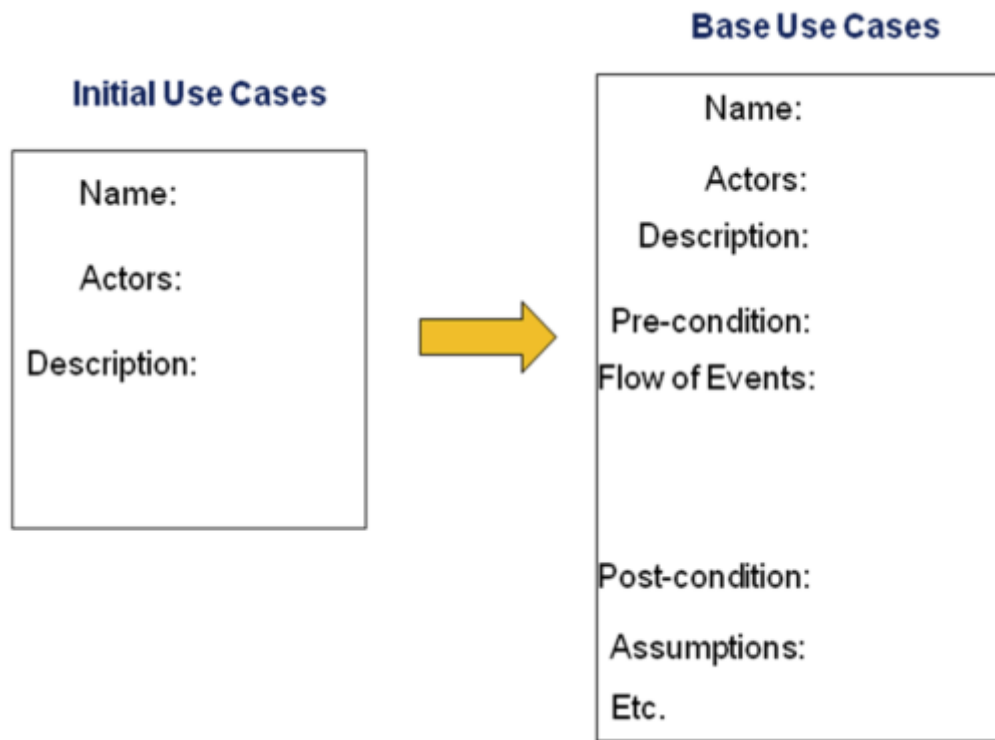 Initial Use Cases
Name:
Actors:
Description:
Base Use Cases
Name:
Actors:
Description:
Pre-condition:
Flow of Events:
Post-condition:
Assumptions:
Etc.